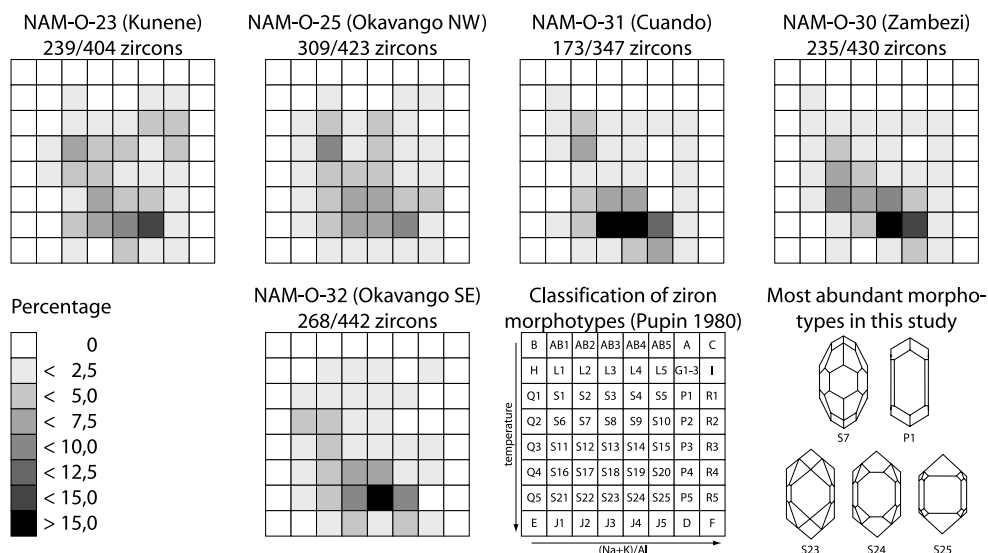 NAM-O-23 (Kunene)
239/404 zircons
NAM-O-25 (Okavango NW)
309/423 zircons
NAM-O-31 (Cuando)
173/347 zircons
NAM-O-30 (Zambezi)
235/430 zircons
Percentage
0
< 2,5
< 5,0
< 7,5
< 10,0
< 12,5
< 15,0
> 15,0
NAM-O-32 (Okavango SE)
268/442 zircons
Classification of ziron
morphotypes (Pupin 1980)
temperature
B AB1 AB2 AB3 AB4 AB5 A C
H L1 L2 L3 L4 L5 G1-3 I
Q1 S1 S2 S3 S4 S5 P1 R1
Q2 S6 S7 S8 S9 S10 P2 R2
Q3 S11 S12 S13 S14 S15 P3 R3
Q4 S16 S17 S18 S19 S20 P4 R4
Q5 S21 S22 S23 S24 S25 P5 R5
E J1 J2 J3 J4 J5 D F
(Na+K)/Al
Most abundant morpho-
types in this study
S7 P1
S23 S24 S25